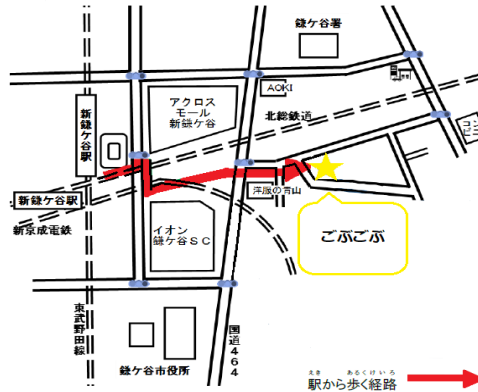 鎌ケ谷署
AOKI
アクロス
モール
新鎌ケ谷
北総鉄道
コン
ビニ
新鎌ケ谷駅
洋服の青山
新鎌ケ谷駅
ごぶごぶ
新京成電鉄
イオン
鎌ケ谷SC
東武野田線
国道464
鎌ケ谷市役所
えき あるくけいろ
駅から歩く経路